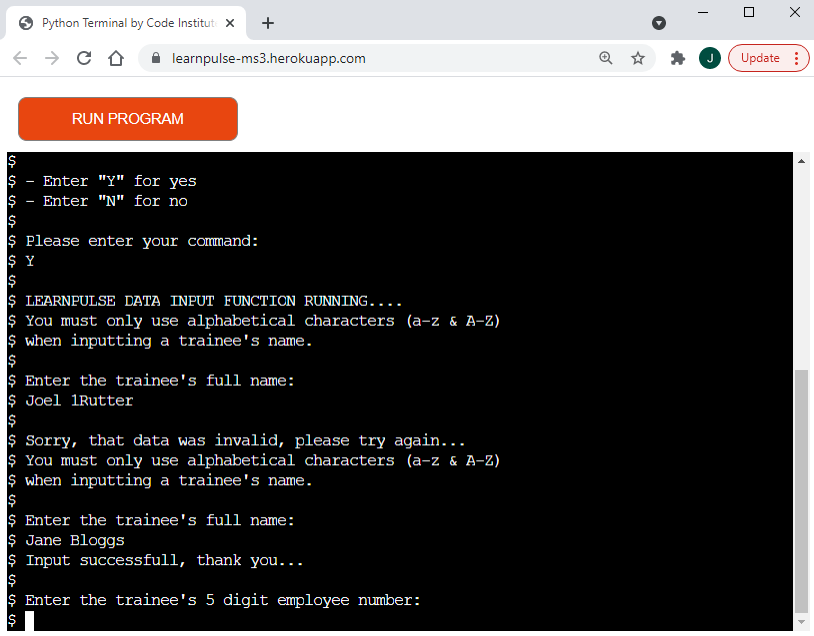 Python Terminal by Code Institut
learnpulse-ms3.herokuapp.com
J
Update
RUN PROGRAM
$
$ - Enter "Y" for yes
$ - Enter "N" for no
$
$ Please enter your command:
$ Y
$
$ LEARNPULSE DATA INPUT FUNCTION RUNNING....
$ You must only use alphabetical characters (a-z & A-Z)
$ when inputting a trainee's name.
$
$ Enter the trainee's full name:
$ Joel 1Rutter
$
$ Sorry, that data was invalid, please try again...
$ You must only use alphabetical characters (a-z & A-Z)
$ when inputting a trainee's name.
$
$ Enter the trainee's full name:
$ Jane Bloggs
$ Input successfull, thank you...
$
$ Enter the trainee's 5 digit employee number:
$